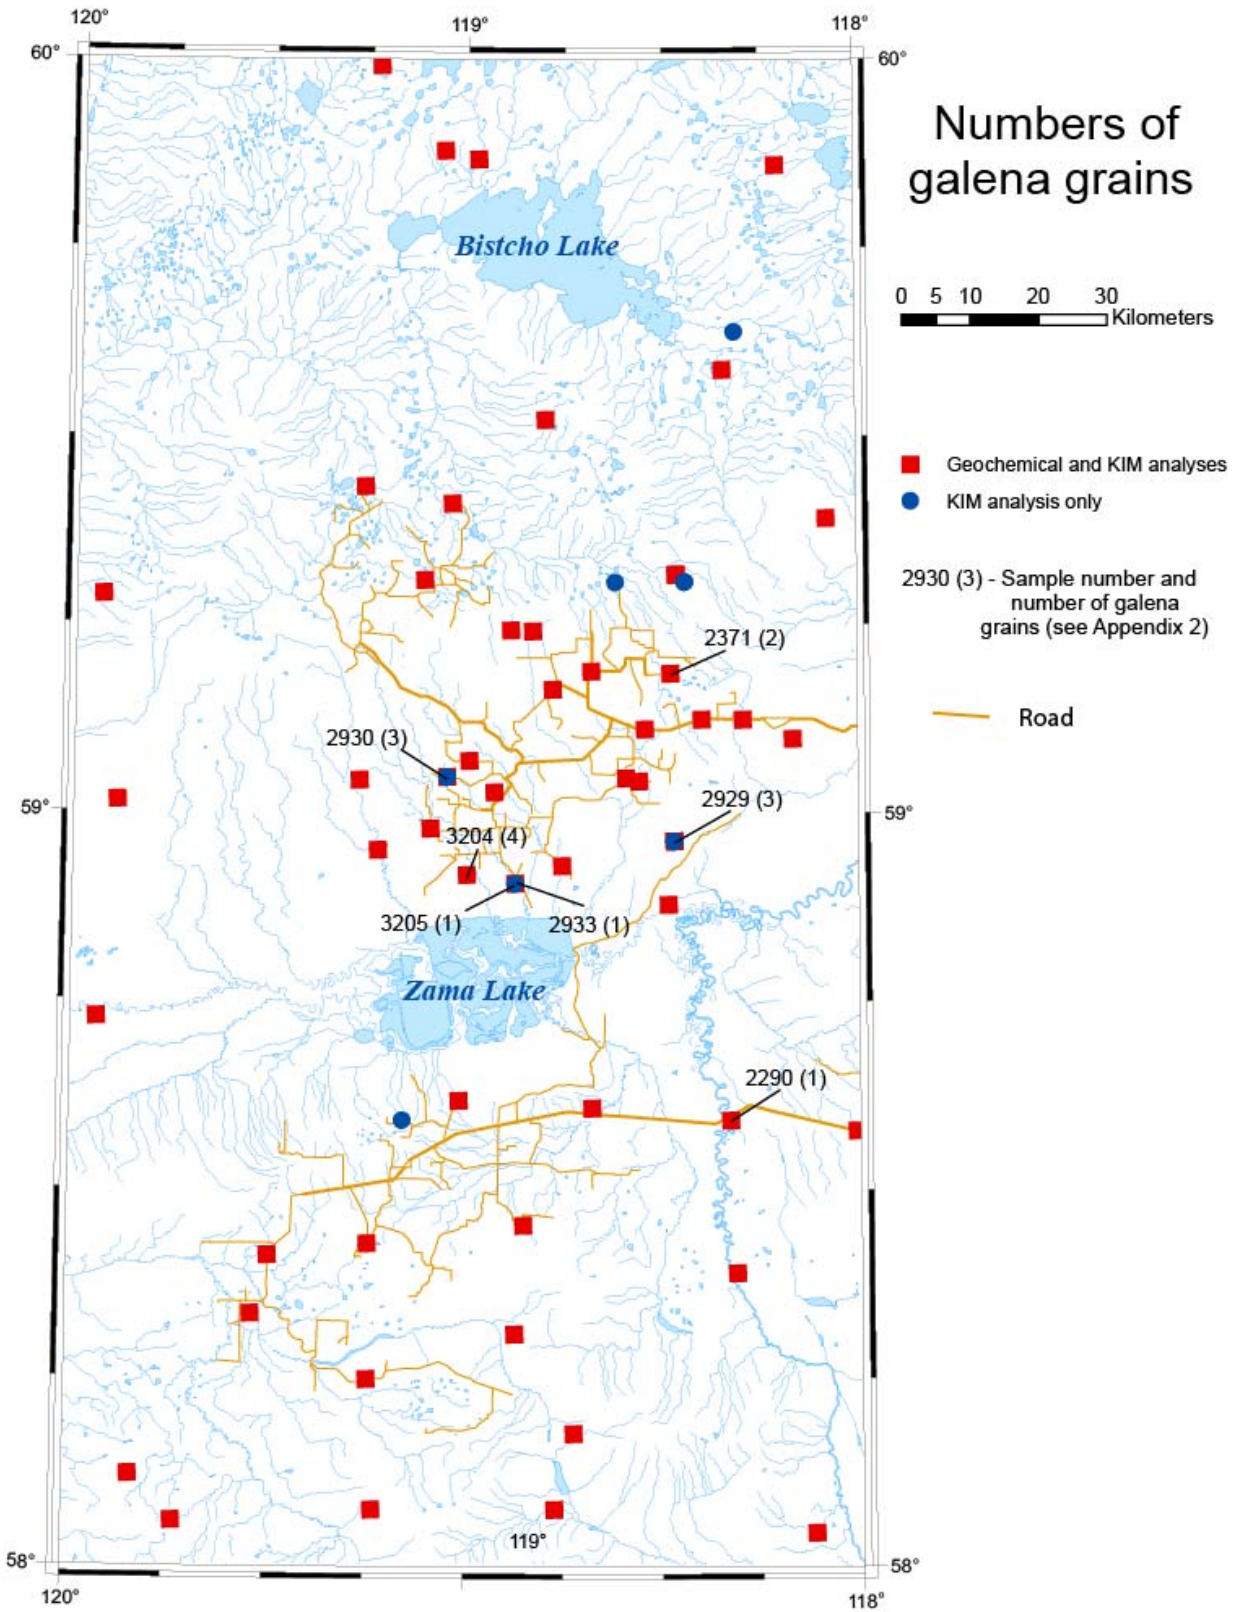 120°
119°
118°
60°
60°
Numbers of
galena grains
Bistcho Lake
0 5 10 20 30
Kilometers
Geochemical and KIM analyses
KIM analysis only
2930 (3) - Sample number and
number of galena
grains (see Appendix 2)
2371 (2)
Road
2930 (3)
59°
59°
2929 (3)
3204 (4)
3205 (1)
2933 (1)
Zama Lake
2290 (1)
119°
58°
58°
120°
118°